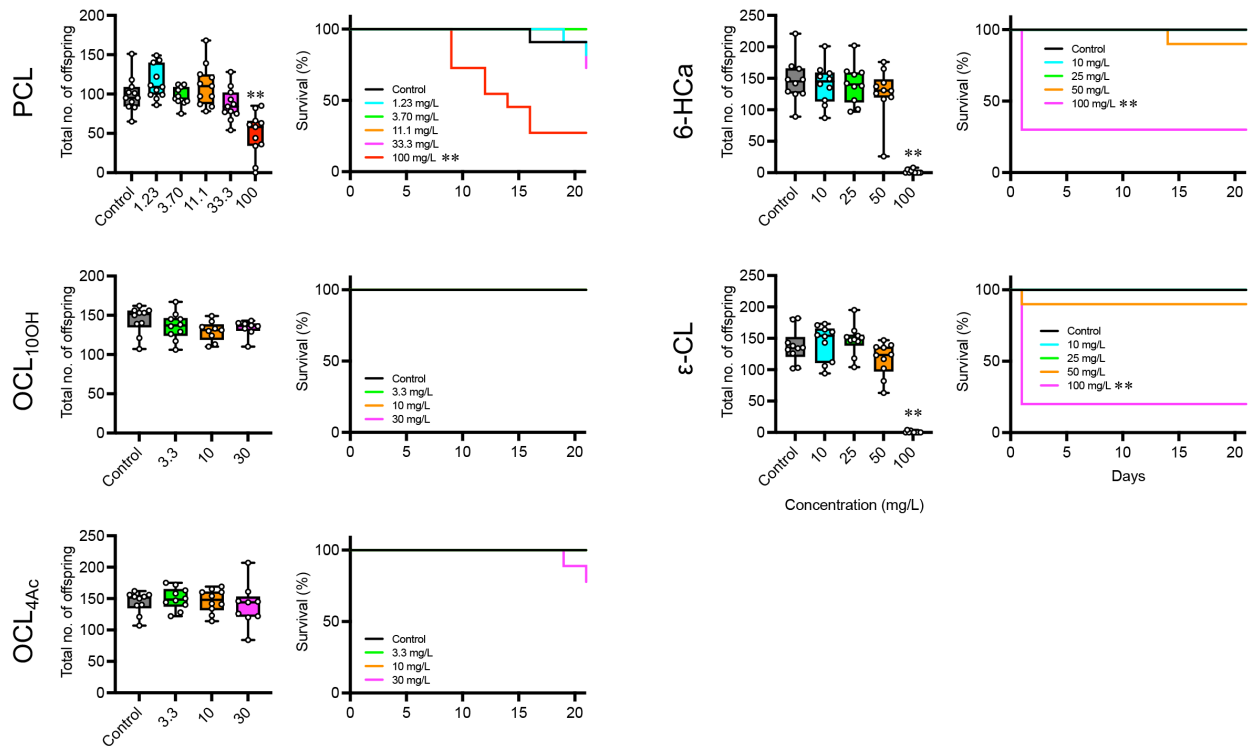 PCL
Total no. of offspring
200
150
100
50
0
Control
1.23
3.70
11.1
33.3
100
**
Survival (%)
100
50
0
Control
1.23 mg/L
3.70 mg/L
11.1 mg/L
33.3 mg/L
100 mg/L **
0 5 10 15 20
6-HCa
Total no. of offspring
250
200
150
100
50
0
Control
10
25
50
100
**
Survival (%)
100
50
0
Control
10 mg/L
25 mg/L
50 mg/L
100 mg/L **
0 5 10 15 20
OCL10OH
Total no. of offspring
200
150
100
50
0
Control
3.3
10
30
Survival (%)
100
50
0
Control
3.3 mg/L
10 mg/L
30 mg/L
0 5 10 15 20
ε-CL
Total no. of offspring
250
200
150
100
50
0
Control
10
25
50
100
**
Concentration (mg/L)
Survival (%)
100
50
0
Control
10 mg/L
25 mg/L
50 mg/L
100 mg/L **
0 5 10 15 20
Days
OCL4Ac
Total no. of offspring
250
200
150
100
50
0
Control
3.3
10
30
Survival (%)
100
50
0
Control
3.3 mg/L
10 mg/L
30 mg/L
0 5 10 15 20